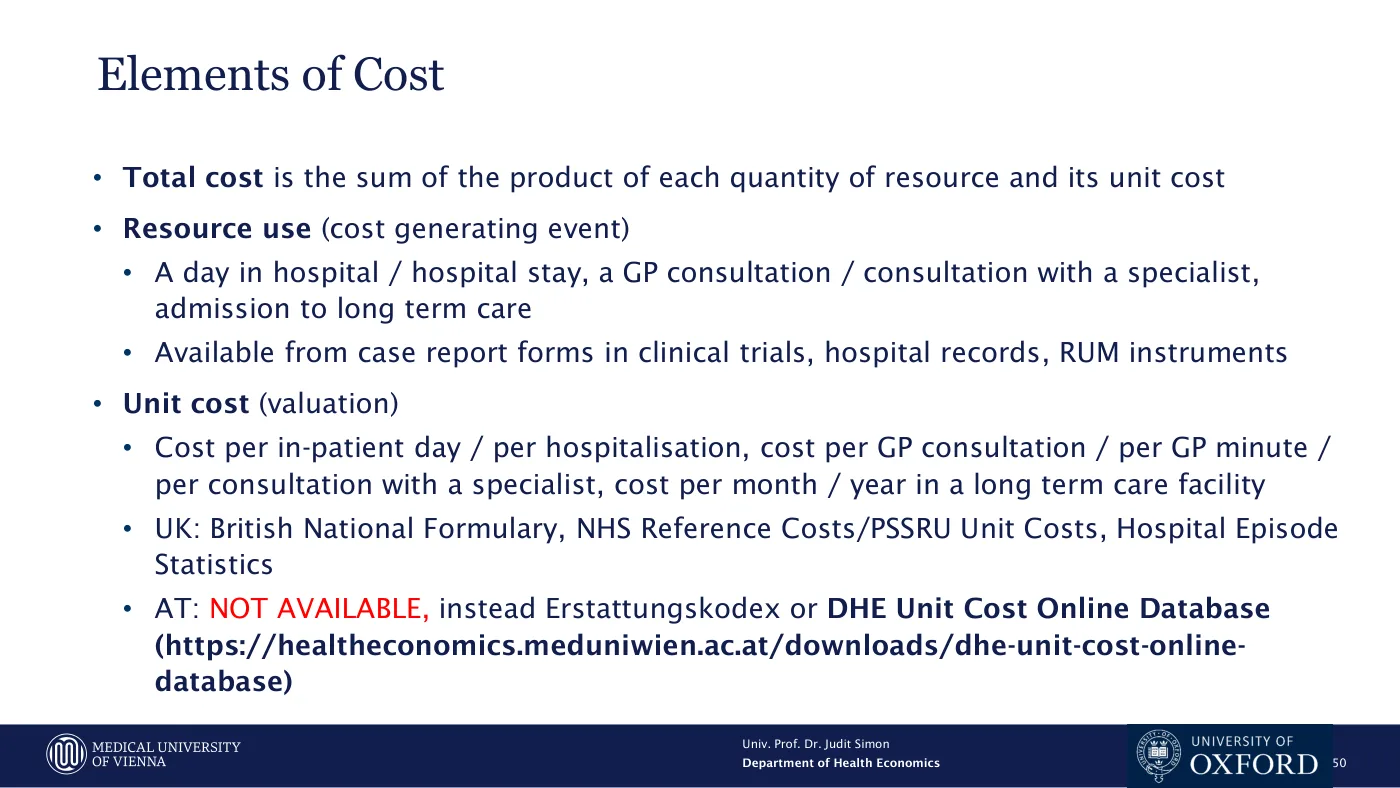 Elements of Cost
• Total cost is the sum of the product of each quantity of resource and its unit cost
• Resource use (cost generating event)
• A day in hospital / hospital stay, a GP consultation / consultation with a specialist,
admission to long term care
• Available from case report forms in clinical trials, hospital records, RUM instruments
• Unit cost (valuation)
• Cost per in-patient day / per hospitalisation, cost per GP consultation / per GP minute /
per consultation with a specialist, cost per month / year in a long term care facility
• UK: British National Formulary, NHS Reference Costs/PSSRU Unit Costs, Hospital Episode
Statistics
• AT: NOT AVAILABLE, instead Erstattungskodex or DHE Unit Cost Online Database
(https://healtheconomics.meduniwien.ac.at/downloads/dhe-unit-cost-online-
database)
MEDICAL UNIVERSITY
OF VIENNA
Univ. Prof. Dr. Judit Simon
Department of Health Economics
UNIVERSITY OF
OXFORD
50